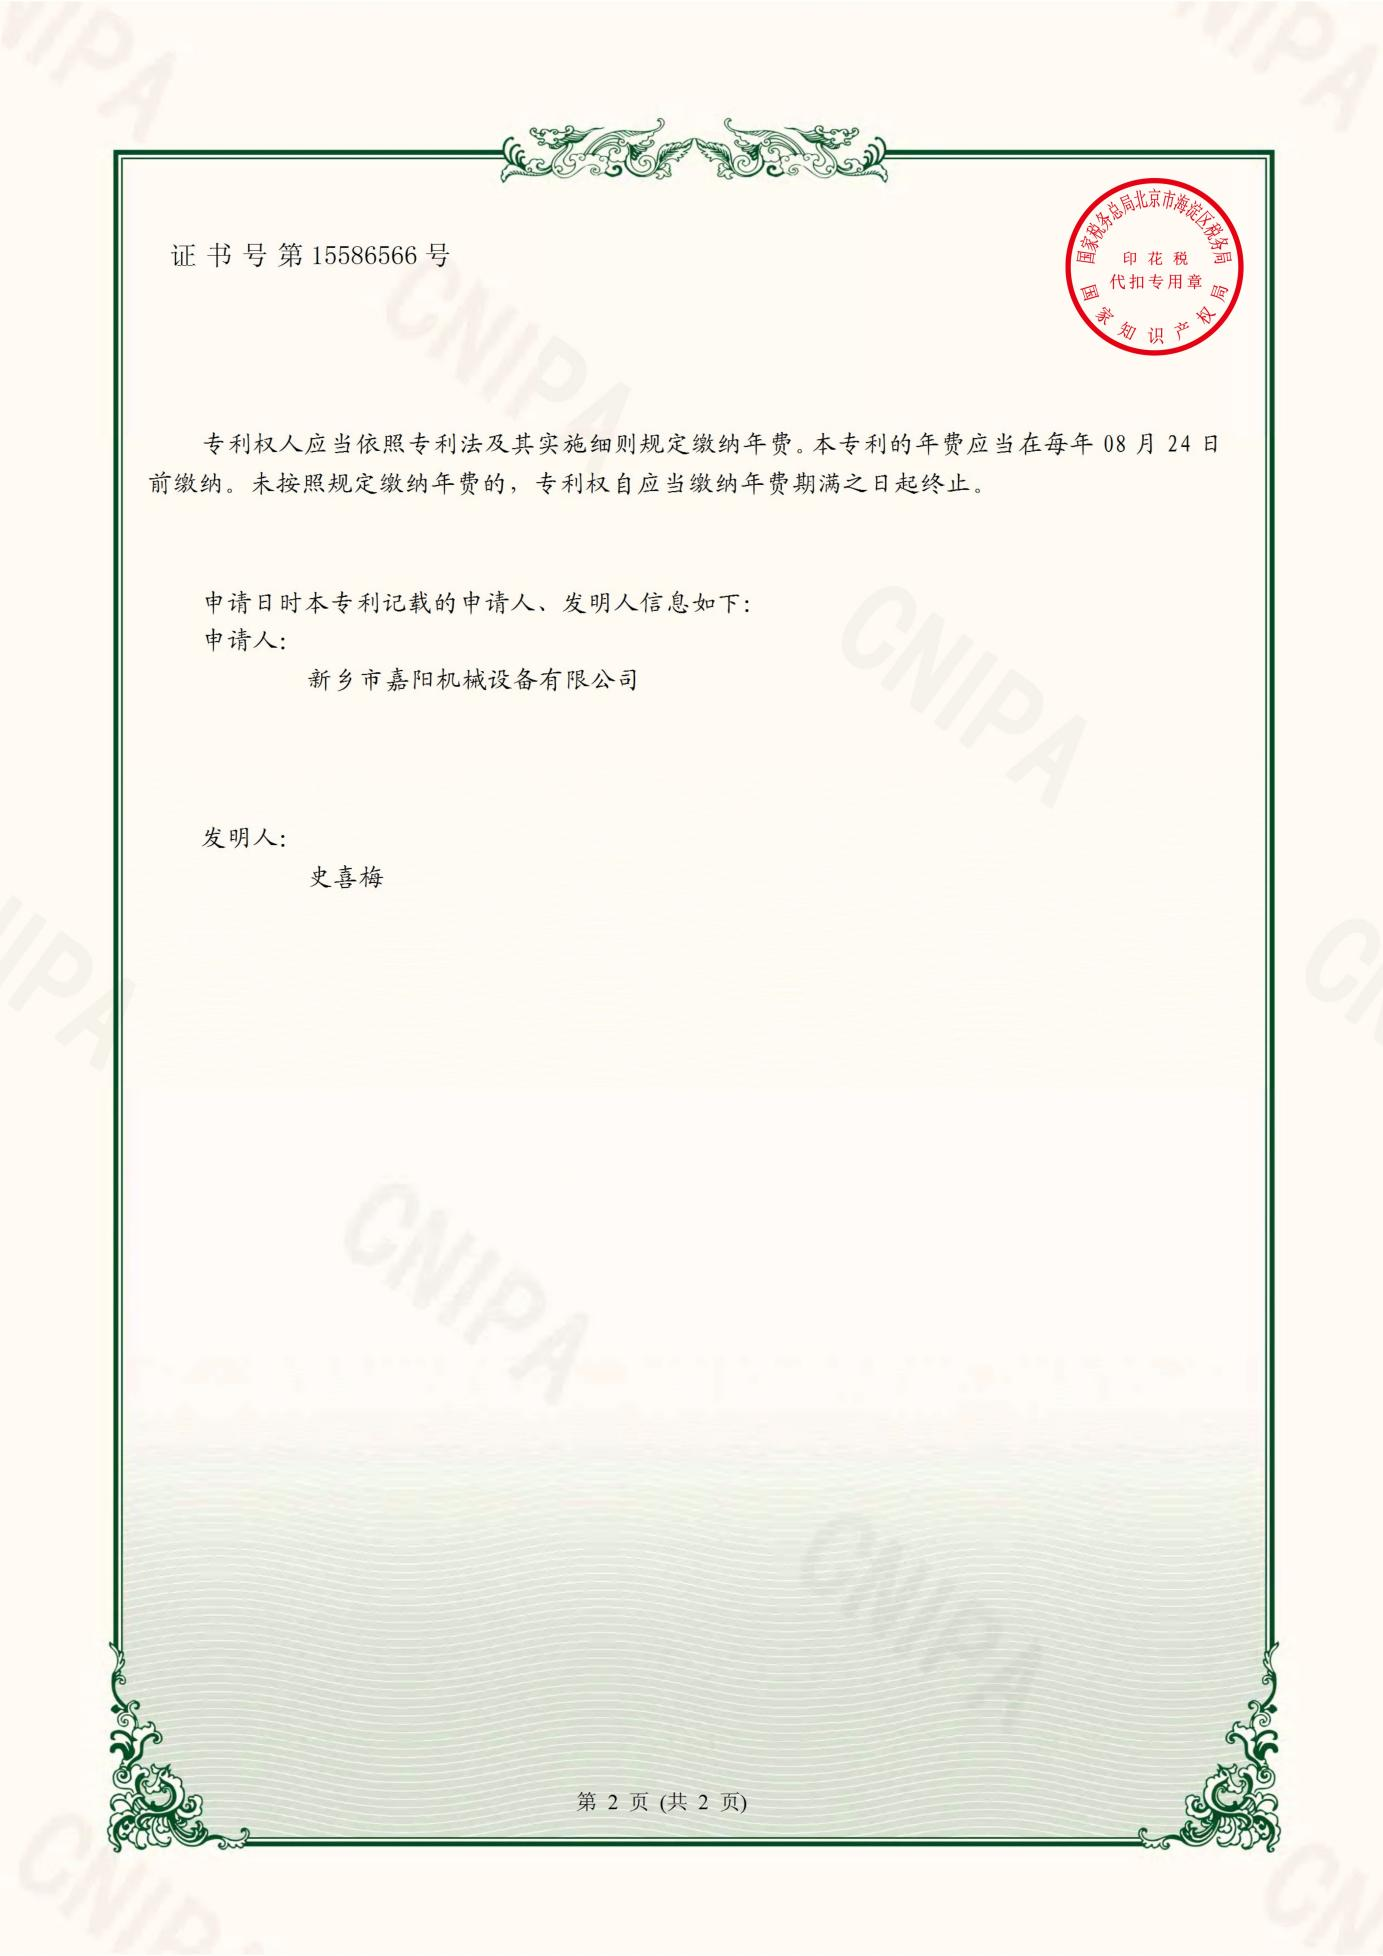 证书号第15586566号
国家税务总局北京市海淀区税务局
印花税
代扣专用章
国家知识产权局
专利权人应当依照专利法及其实施细则规定缴纳年费。本专利的年费应当在每年 08 月 24 日
前缴纳。未按照规定缴纳年费的，专利权自应当缴纳年费期满之日起终止。
申请日时本专利记载的申请人、发明人信息如下：
申请人：
新乡市嘉阳机械设备有限公司
发明人：
史喜梅
第 2 页 (共 2 页)
CNIPA
CNIPA
CNIPA
CNIPA